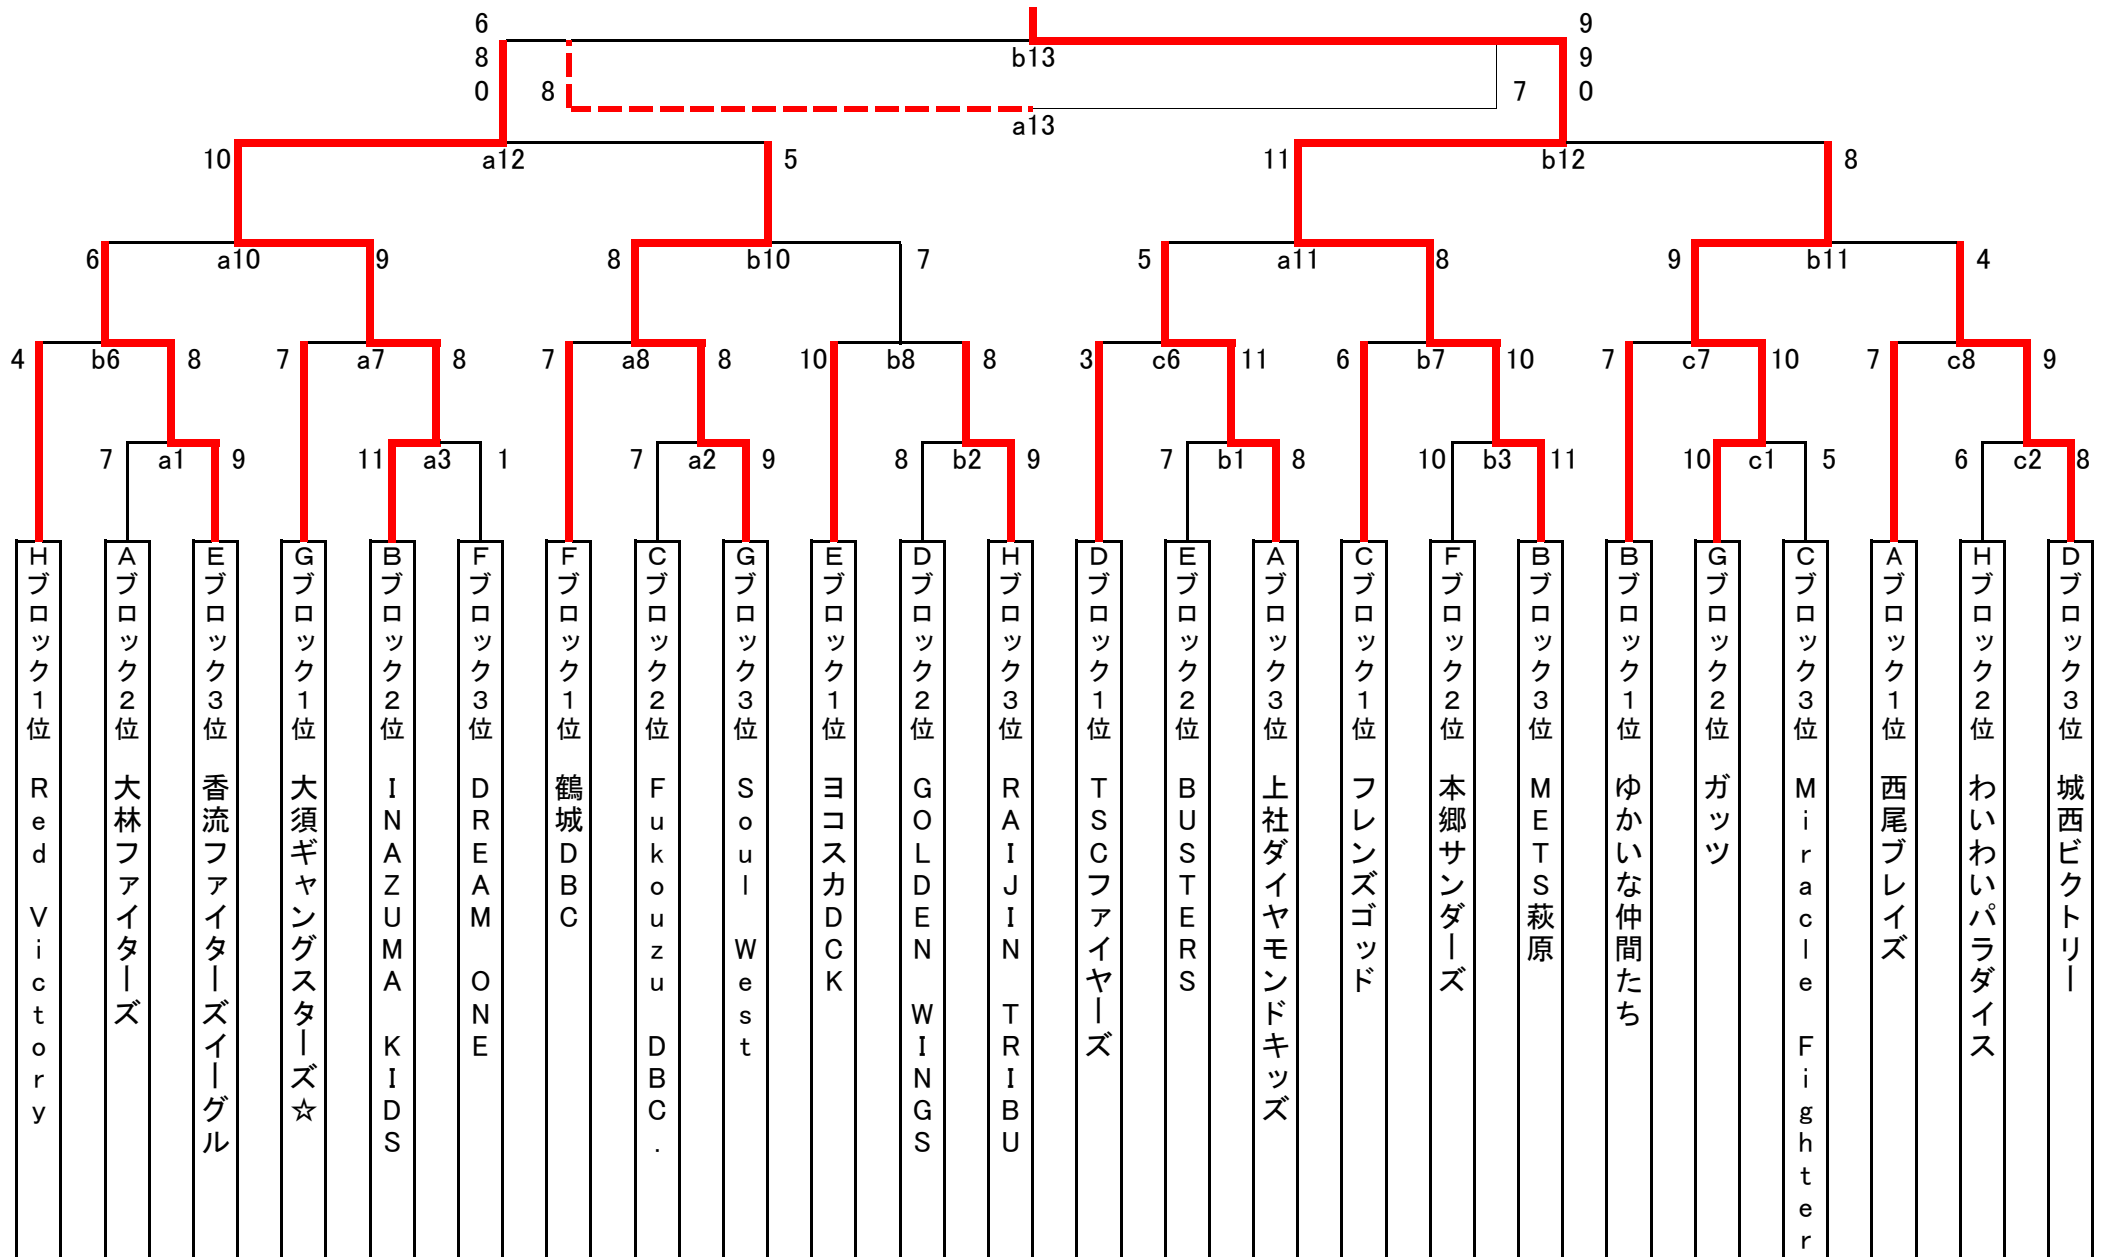 6 9
8 b13 9
0 8 7 0
a13
10 a12 5 11 b12 8
6 a10 9 8 b10 7 5 a11 8 9 b11 4
4 b6 8 7 a7 8 7 a8 8 10 b8 8 3 c6 11 6 b7 10 7 c7 10 7 c8 9
7 a1 9 11 a3 1 7 a2 9 8 b2 9 7 b1 8 10 b3 11 10 c1 5 6 c2 8
Hブロック1位 Red Victory
Aブロック2位 大林ファイターズ
Eブロック3位 香流ファイターズイーグル
Gブロック1位 大須ギャングスターズ☆
Bブロック2位 INAZUMA KIDS
Fブロック3位 DREAM ONE
Fブロック1位 鶴城DBC
Cブロック2位 Fukouzu DBC.
Gブロック3位 Soul West
Eブロック1位 ヨコスカDCK
Dブロック2位 GOLDEN WINGS
Hブロック3位 RAIJIN TRIBU
Dブロック1位 TSCファイヤーズ
Eブロック2位 BUSTERS
Aブロック3位 上社ダイヤモンドキッズ
Cブロック1位 フレンズゴッド
Fブロック2位 本郷サンダーズ
Bブロック3位 METS萩原
Bブロック1位 ゆかいな仲間たち
Gブロック2位 ガッツ
Cブロック3位 Miracle Fighter
Aブロック1位 西尾ブレイズ
Hブロック2位 わいわいパラダイス
Dブロック3位 城西ビクトリー